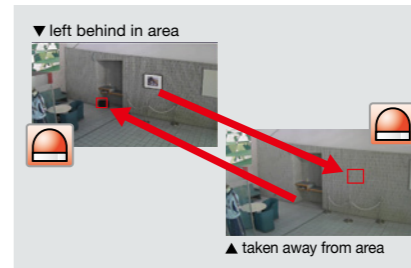 ▼ left behind in area
▲ taken away from area